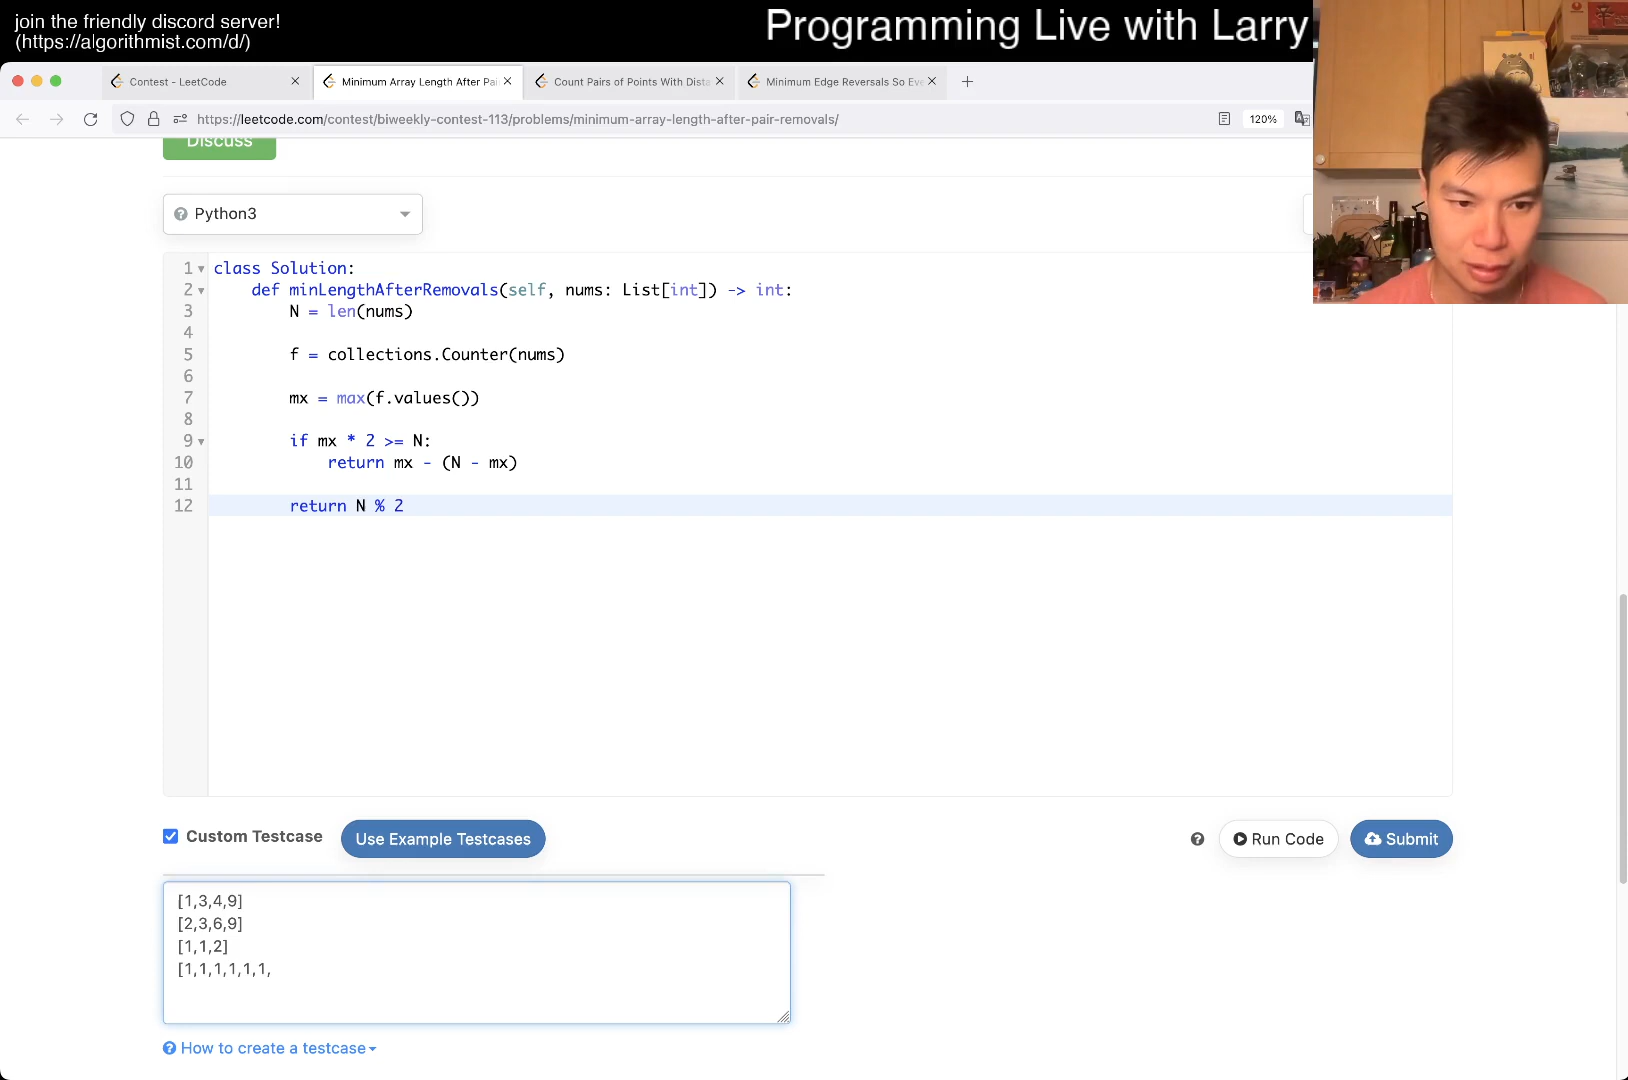 join the friendly discord server!
(https://algorithmist.com/d/)
Programming Live with Larry
Contest - LeetCode
Minimum Array Length After Pai
Count Pairs of Points With Dista
Minimum Edge Reversals So Eve
https://leetcode.com/contest/biweekly-contest-113/problems/minimum-array-length-after-pair-removals/
120%
Discuss
Python3
1 class Solution:
2 def minLengthAfterRemovals(self, nums: List[int]) -> int:
3 N = len(nums)
4
5 f = collections.Counter(nums)
6
7 mx = max(f.values())
8
9 if mx * 2 >= N:
10 return mx - (N - mx)
11
12 return N % 2
Custom Testcase
Use Example Testcases
Run Code
Submit
[1,3,4,9]
[2,3,6,9]
[1,1,2]
[1,1,1,1,1,1,
How to create a testcase